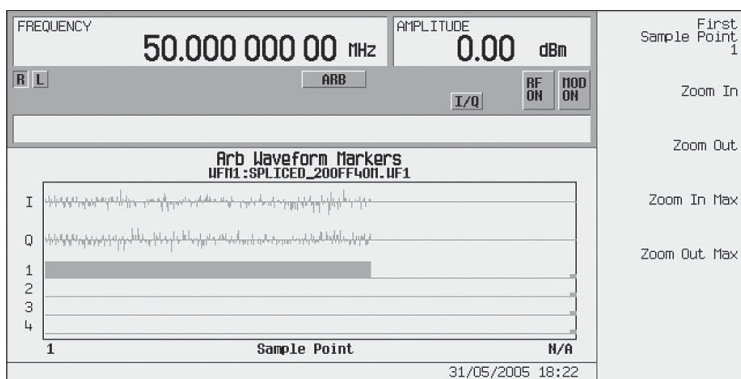 FREQUENCY
50.000 000 00 MHz
AMPLITUDE
0.00 dBm
R L
ARB
I/Q
RF ON
MOD ON
Arb Waveform Markers
WFM1:SPLICED_200FF40M.WF1
I
Q
1
2
3
4
1 Sample Point N/A
31/05/2005 18:22
First
Sample Point
1
Zoom In
Zoom Out
Zoom In Max
Zoom Out Max